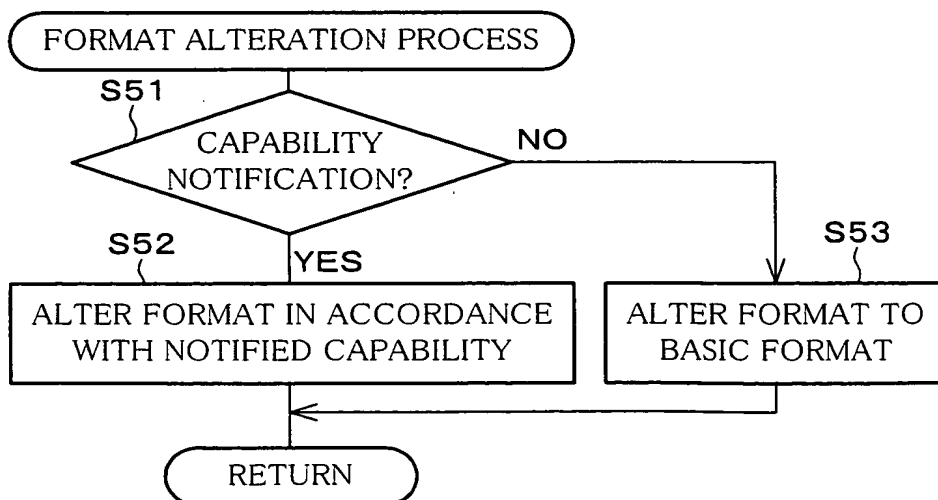 FORMAT ALTERATION PROCESS
S51
CAPABILITY
NOTIFICATION?
NO
S52
YES
S53
ALTER FORMAT IN ACCORDANCE
WITH NOTIFIED CAPABILITY
ALTER FORMAT TO
BASIC FORMAT
RETURN